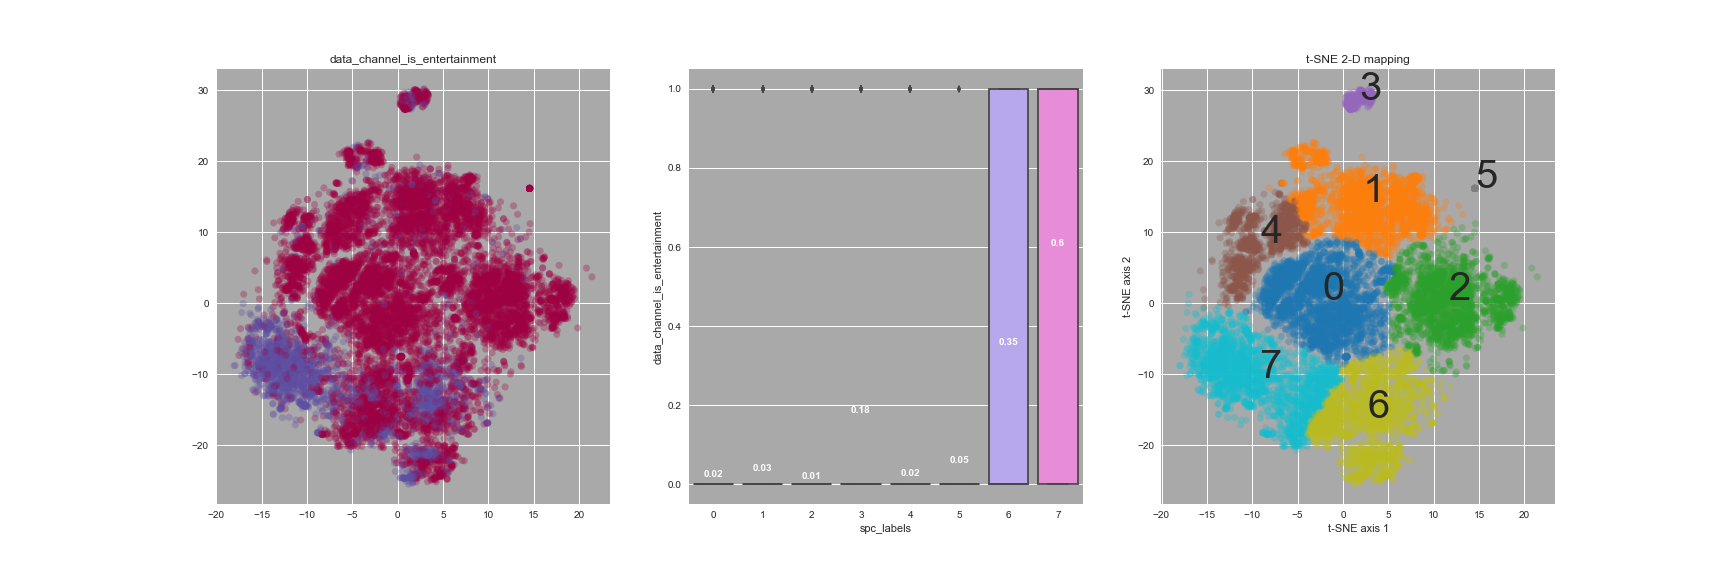 data_channel_is_entertainment
30
20
10
0
−10
−20
−20 −15 −10 −5 0 5 10 15 20
data_channel_is_entertainment
1.0
0.8
0.6
0.4
0.2
0.0
0.02 0.03 0.01 0.18 0.02 0.05 0.35 0.6
0 1 2 3 4 5 6 7
spc_labels
t-SNE 2-D mapping
t-SNE axis 2
30
20
10
0
−10
−20
3
5
1
4
0
2
7
6
−20 −15 −10 −5 0 5 10 15 20
t-SNE axis 1